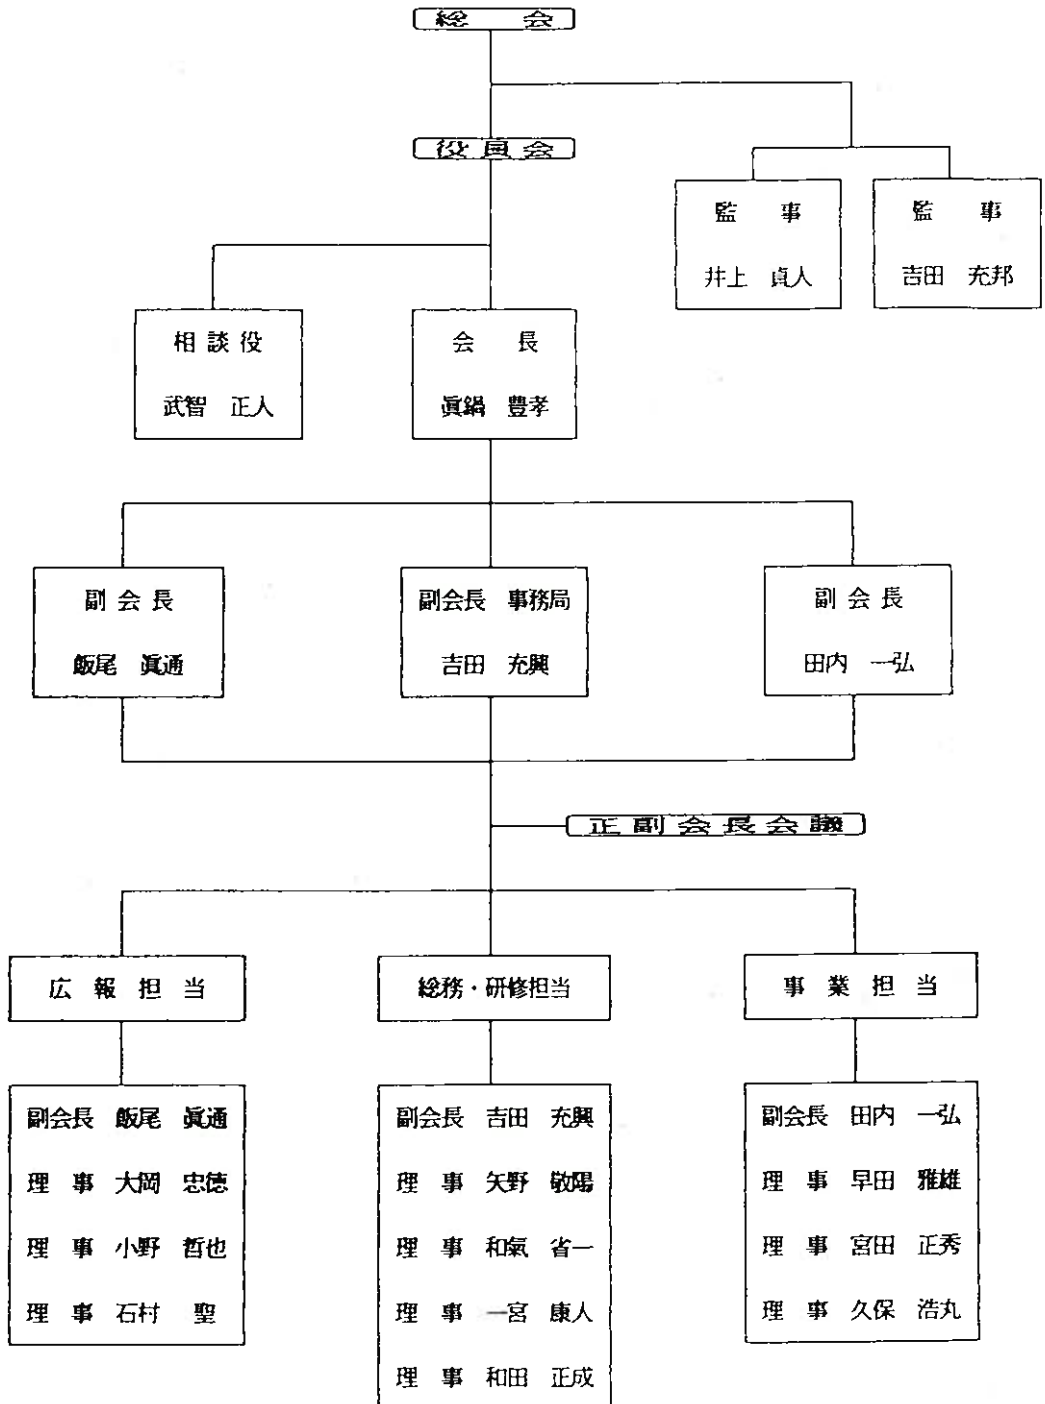 総　会
役員会
監　事
井上　貞人
監　事
吉田　充邦
相談役
武智　正人
会　長
眞鍋　豊孝
副会長
飯尾　眞通
副会長　事務局
吉田　充興
副会長
田内　一弘
正副会長会議
広報担当
副会長　飯尾　眞通
理　事　大岡　忠徳
理　事　小野　哲也
理　事　石村　聖
総務・研修担当
副会長　吉田　充興
理　事　矢野　敬陽
理　事　和氣　省一
理　事　一宮　康人
理　事　和田　正成
事業担当
副会長　田内　一弘
理　事　早田　雅雄
理　事　宮田　正秀
理　事　久保　浩丸